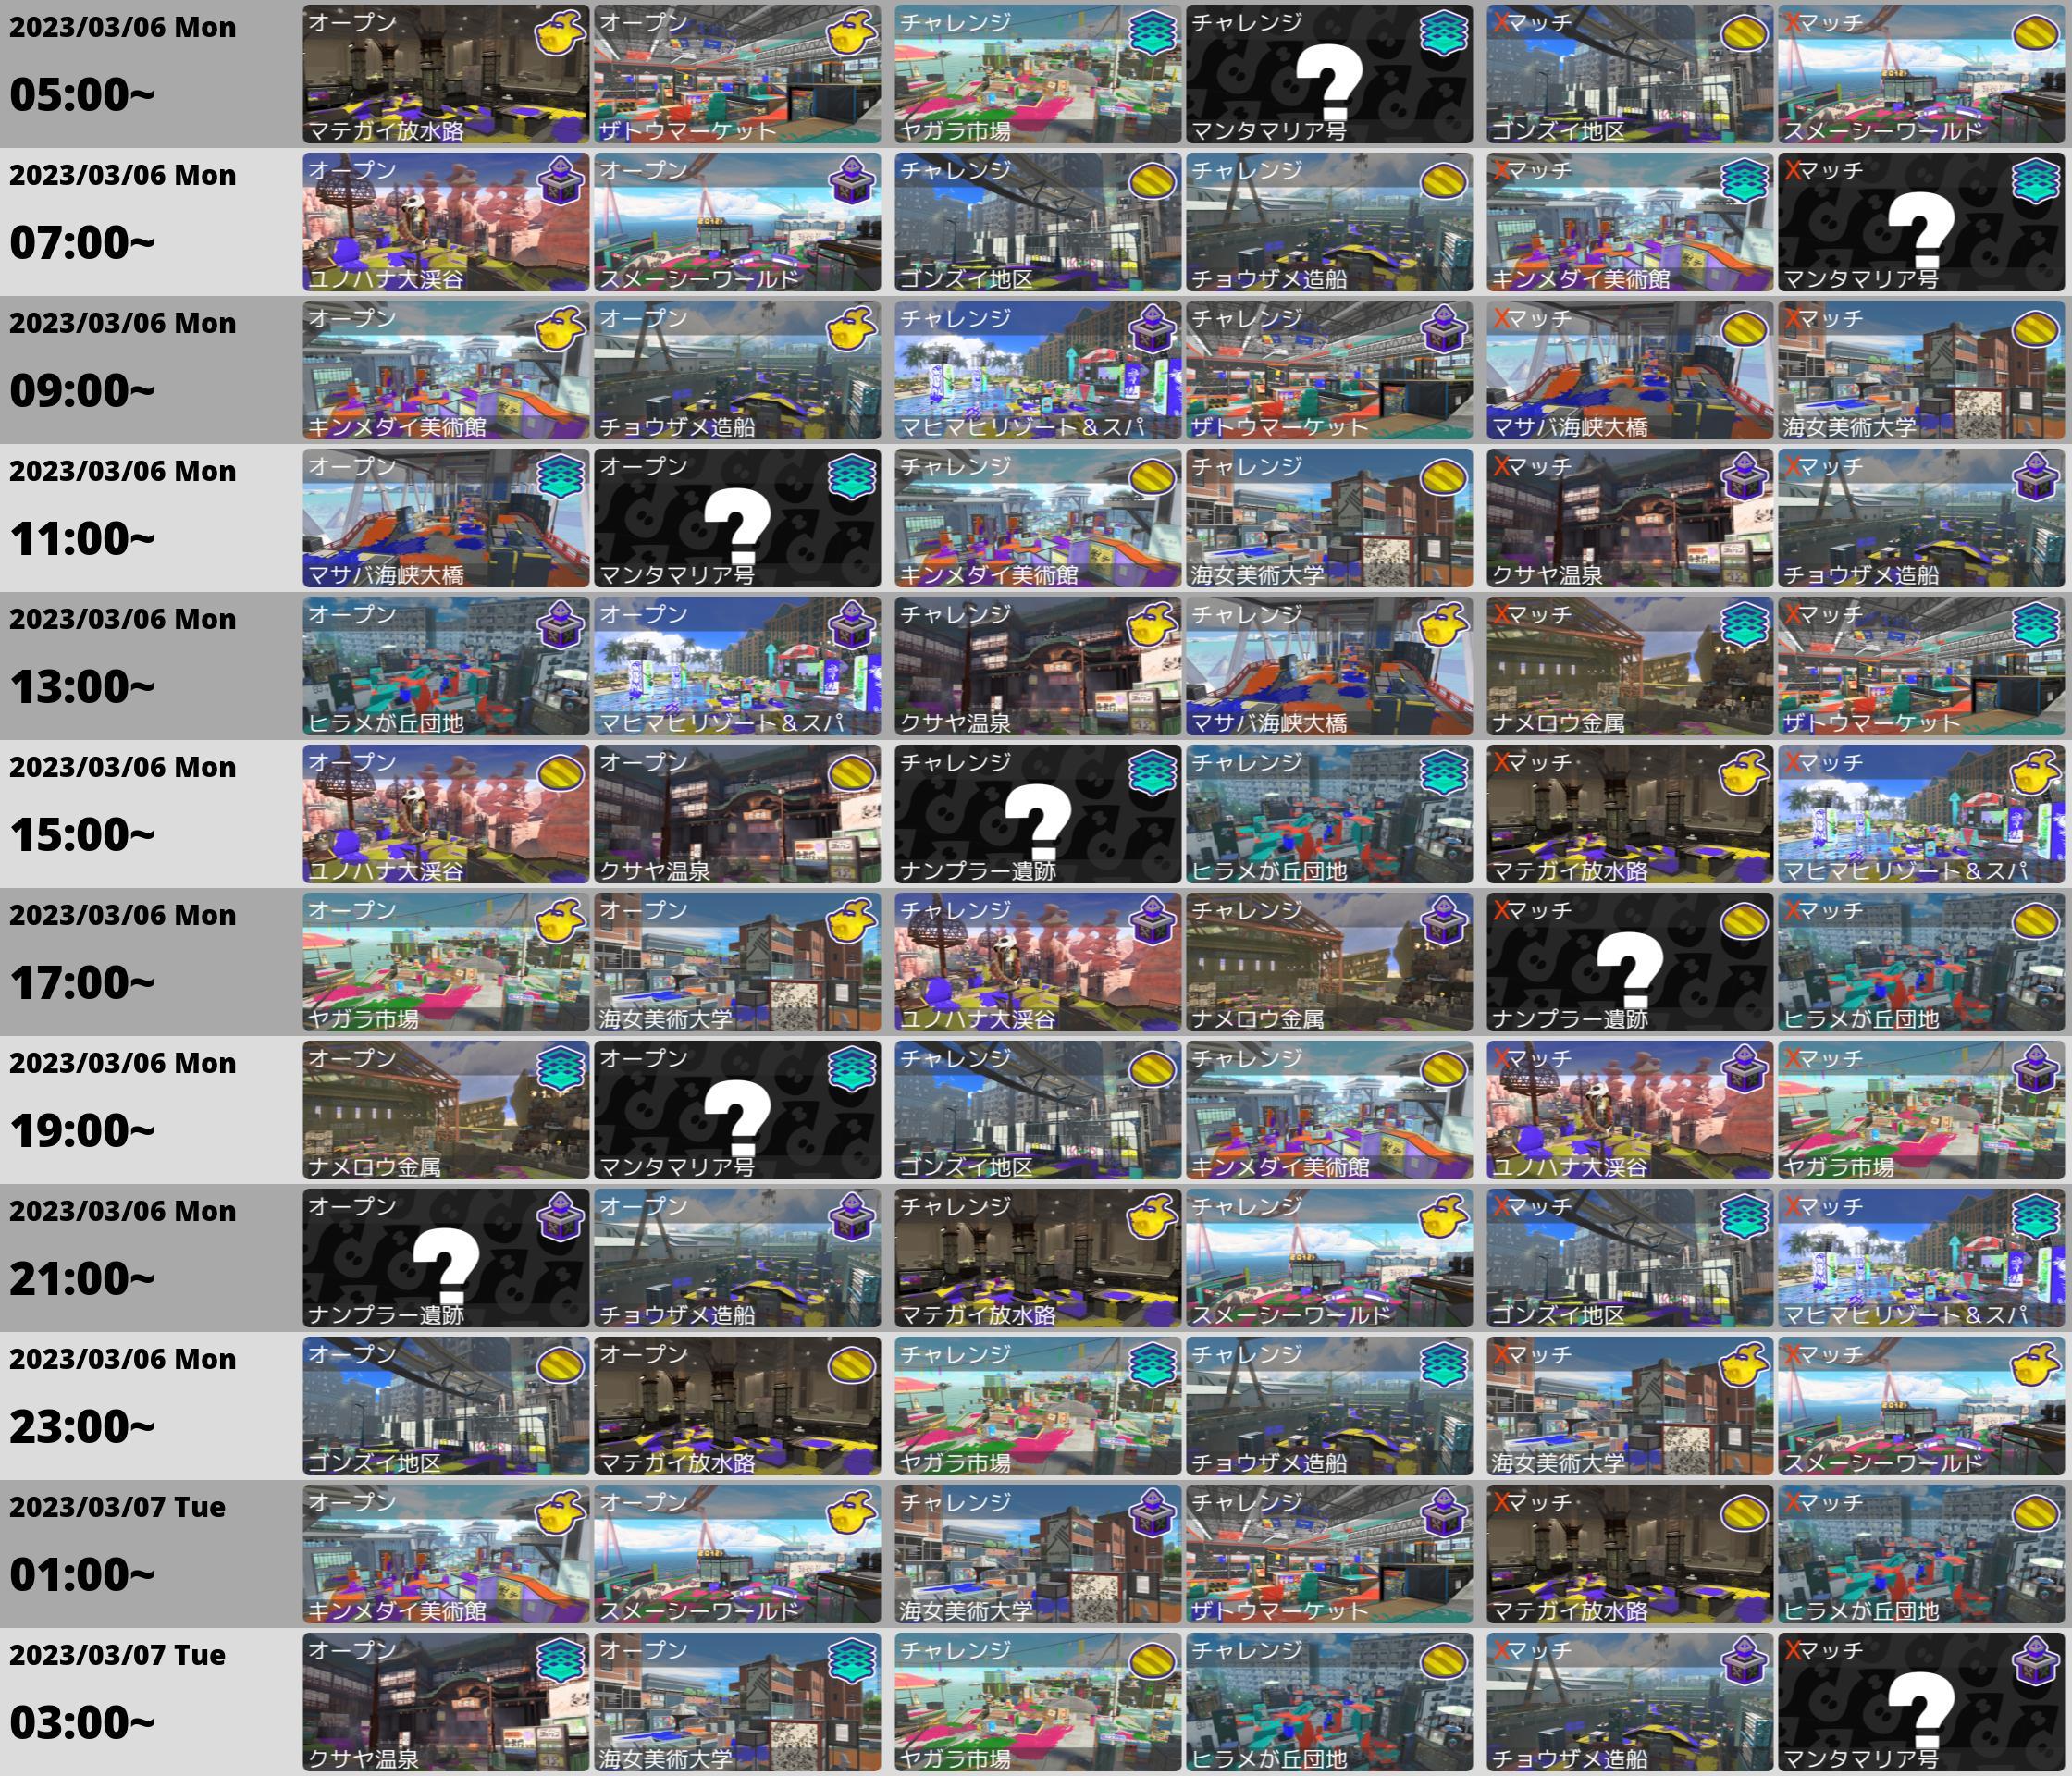 2023/03/06 Mon
05:00~
オープン
マテガイ放水路
オープン
ザトウマーケット
チャレンジ
ヤガラ市場
チャレンジ
マンタマリア号
Xマッチ
ゴンズイ地区
Xマッチ
スメーシーワールド
2023/03/06 Mon
07:00~
オープン
ユノハナ大渓谷
オープン
スメーシーワールド
チャレンジ
ゴンズイ地区
チャレンジ
チョウザメ造船
Xマッチ
キンメダイ美術館
Xマッチ
マンタマリア号
2023/03/06 Mon
09:00~
オープン
キンメダイ美術館
オープン
チョウザメ造船
チャレンジ
マヒマヒリゾート＆スパ
チャレンジ
ザトウマーケット
Xマッチ
マサバ海峡大橋
Xマッチ
海女美術大学
2023/03/06 Mon
11:00~
オープン
マサバ海峡大橋
オープン
マンタマリア号
チャレンジ
キンメダイ美術館
チャレンジ
海女美術大学
Xマッチ
クサヤ温泉
Xマッチ
チョウザメ造船
2023/03/06 Mon
13:00~
オープン
ヒラメが丘団地
オープン
マヒマヒリゾート＆スパ
チャレンジ
クサヤ温泉
チャレンジ
マサバ海峡大橋
Xマッチ
ナメロウ金属
Xマッチ
ザトウマーケット
2023/03/06 Mon
15:00~
オープン
ユノハナ大渓谷
オープン
クサヤ温泉
チャレンジ
ナンプラー遺跡
チャレンジ
ヒラメが丘団地
Xマッチ
マテガイ放水路
Xマッチ
マヒマヒリゾート＆スパ
2023/03/06 Mon
17:00~
オープン
ヤガラ市場
オープン
海女美術大学
チャレンジ
ユノハナ大渓谷
チャレンジ
ナメロウ金属
Xマッチ
ナンプラー遺跡
Xマッチ
ヒラメが丘団地
2023/03/06 Mon
19:00~
オープン
ナメロウ金属
オープン
マンタマリア号
チャレンジ
ゴンズイ地区
チャレンジ
キンメダイ美術館
Xマッチ
ユノハナ大渓谷
Xマッチ
ヤガラ市場
2023/03/06 Mon
21:00~
オープン
ナンプラー遺跡
オープン
チョウザメ造船
チャレンジ
マテガイ放水路
チャレンジ
スメーシーワールド
Xマッチ
ゴンズイ地区
Xマッチ
マヒマヒリゾート＆スパ
2023/03/06 Mon
23:00~
オープン
ゴンズイ地区
オープン
マテガイ放水路
チャレンジ
ヤガラ市場
チャレンジ
チョウザメ造船
Xマッチ
海女美術大学
Xマッチ
スメーシーワールド
2023/03/07 Tue
01:00~
オープン
キンメダイ美術館
オープン
スメーシーワールド
チャレンジ
海女美術大学
チャレンジ
ザトウマーケット
Xマッチ
マテガイ放水路
Xマッチ
ヒラメが丘団地
2023/03/07 Tue
03:00~
オープン
クサヤ温泉
オープン
海女美術大学
チャレンジ
ヤガラ市場
チャレンジ
ヒラメが丘団地
Xマッチ
チョウザメ造船
Xマッチ
マンタマリア号